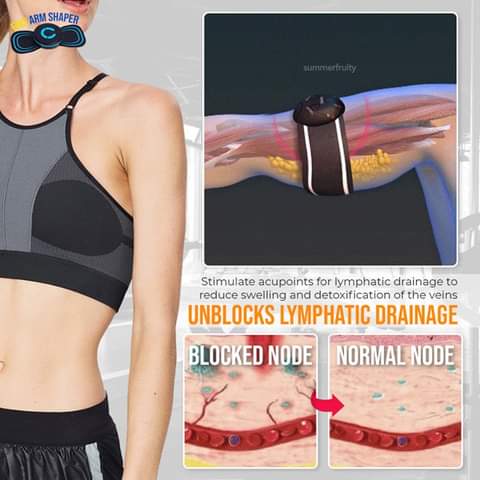 ARM SHAPER
summerfruity
Stimulate acupoints for lymphatic drainage to
reduce swelling and detoxification of the veins
UNBLOCKS LYMPHATIC DRAINAGE
BLOCKED NODE
NORMAL NODE